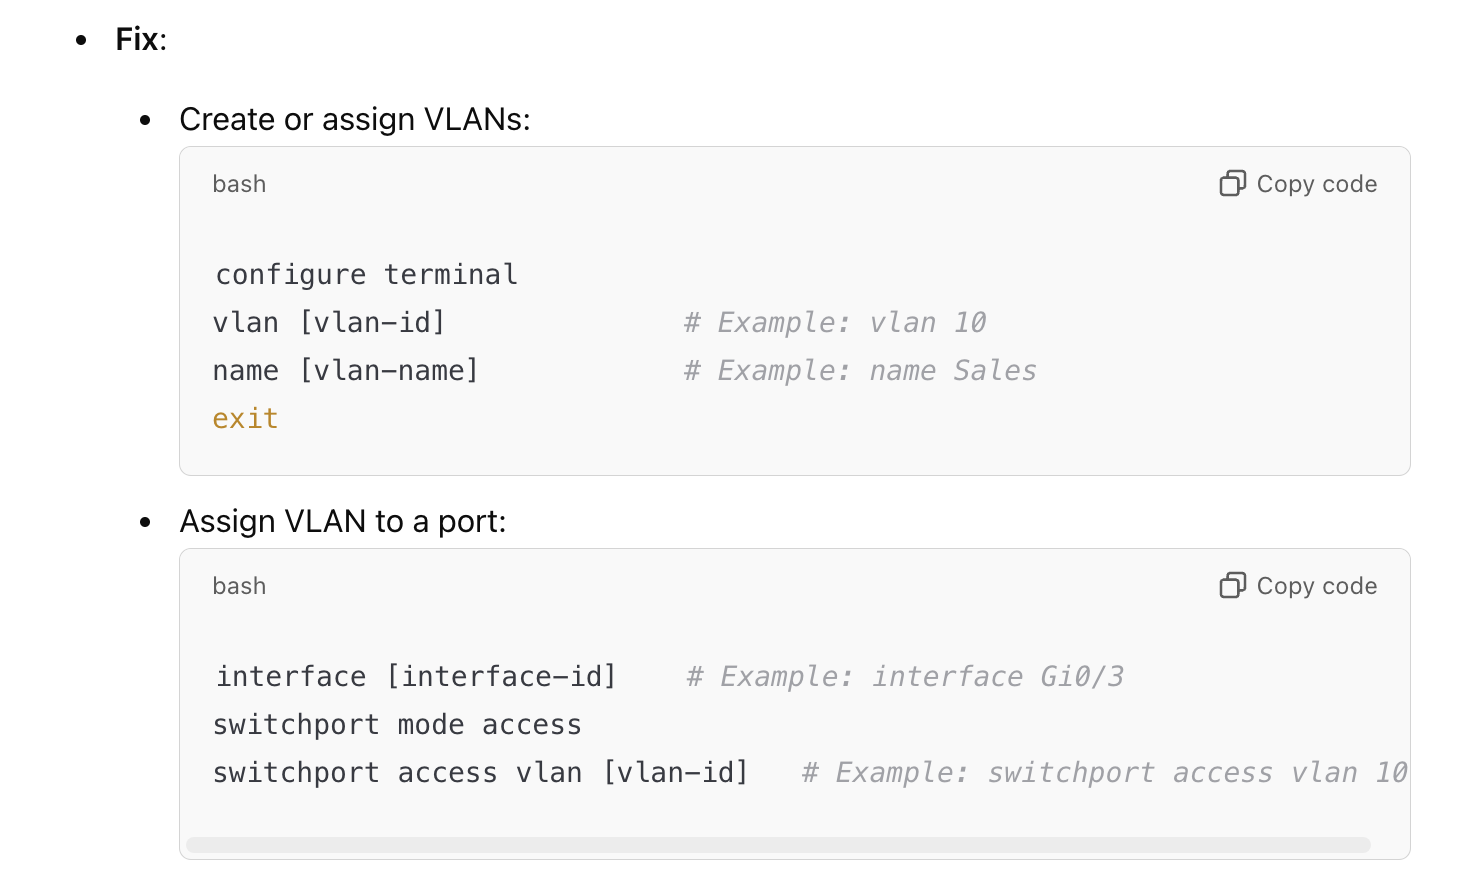 • Fix:
• Create or assign VLANs:
bash Copy code
configure terminal
vlan [vlan-id] # Example: vlan 10
name [vlan-name] # Example: name Sales
exit
• Assign VLAN to a port:
bash Copy code
interface [interface-id] # Example: interface Gi0/3
switchport mode access
switchport access vlan [vlan-id] # Example: switchport access vlan 10